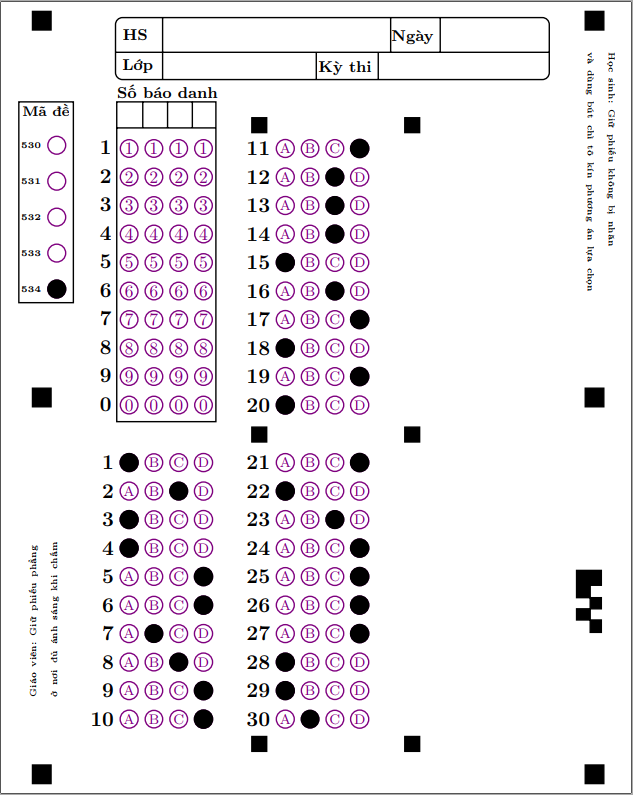 HS
Ngày
Lớp
Kỳ thi
Học sinh: Giữ phiếu không bị nhăn
và dùng bút chì tô kín phương án lựa chọn
Số báo danh
Mã đề
530
531
532
533
534
1 1 1 1 1
2 2 2 2 2
3 3 3 3 3
4 4 4 4 4
5 5 5 5 5
6 6 6 6 6
7 7 7 7 7
8 8 8 8 8
9 9 9 9 9
0 0 0 0 0
11 A B C
12 A B D
13 A B D
14 A B D
15 B C D
16 A B D
17 A B C
18 B C D
19 A B C
20 B C D
1 B C D
2 A B D
3 B C D
4 B C D
5 A B C
6 A B C
7 A C D
8 A B D
9 A B C
10 A B C
21 A B C
22 B C D
23 A B D
24 A B C
25 A B C
26 A B C
27 A B C
28 B C D
29 B C D
30 A C D
Giáo viên: Giữ phiếu phẳng
ở nơi đủ ánh sáng khi chấm